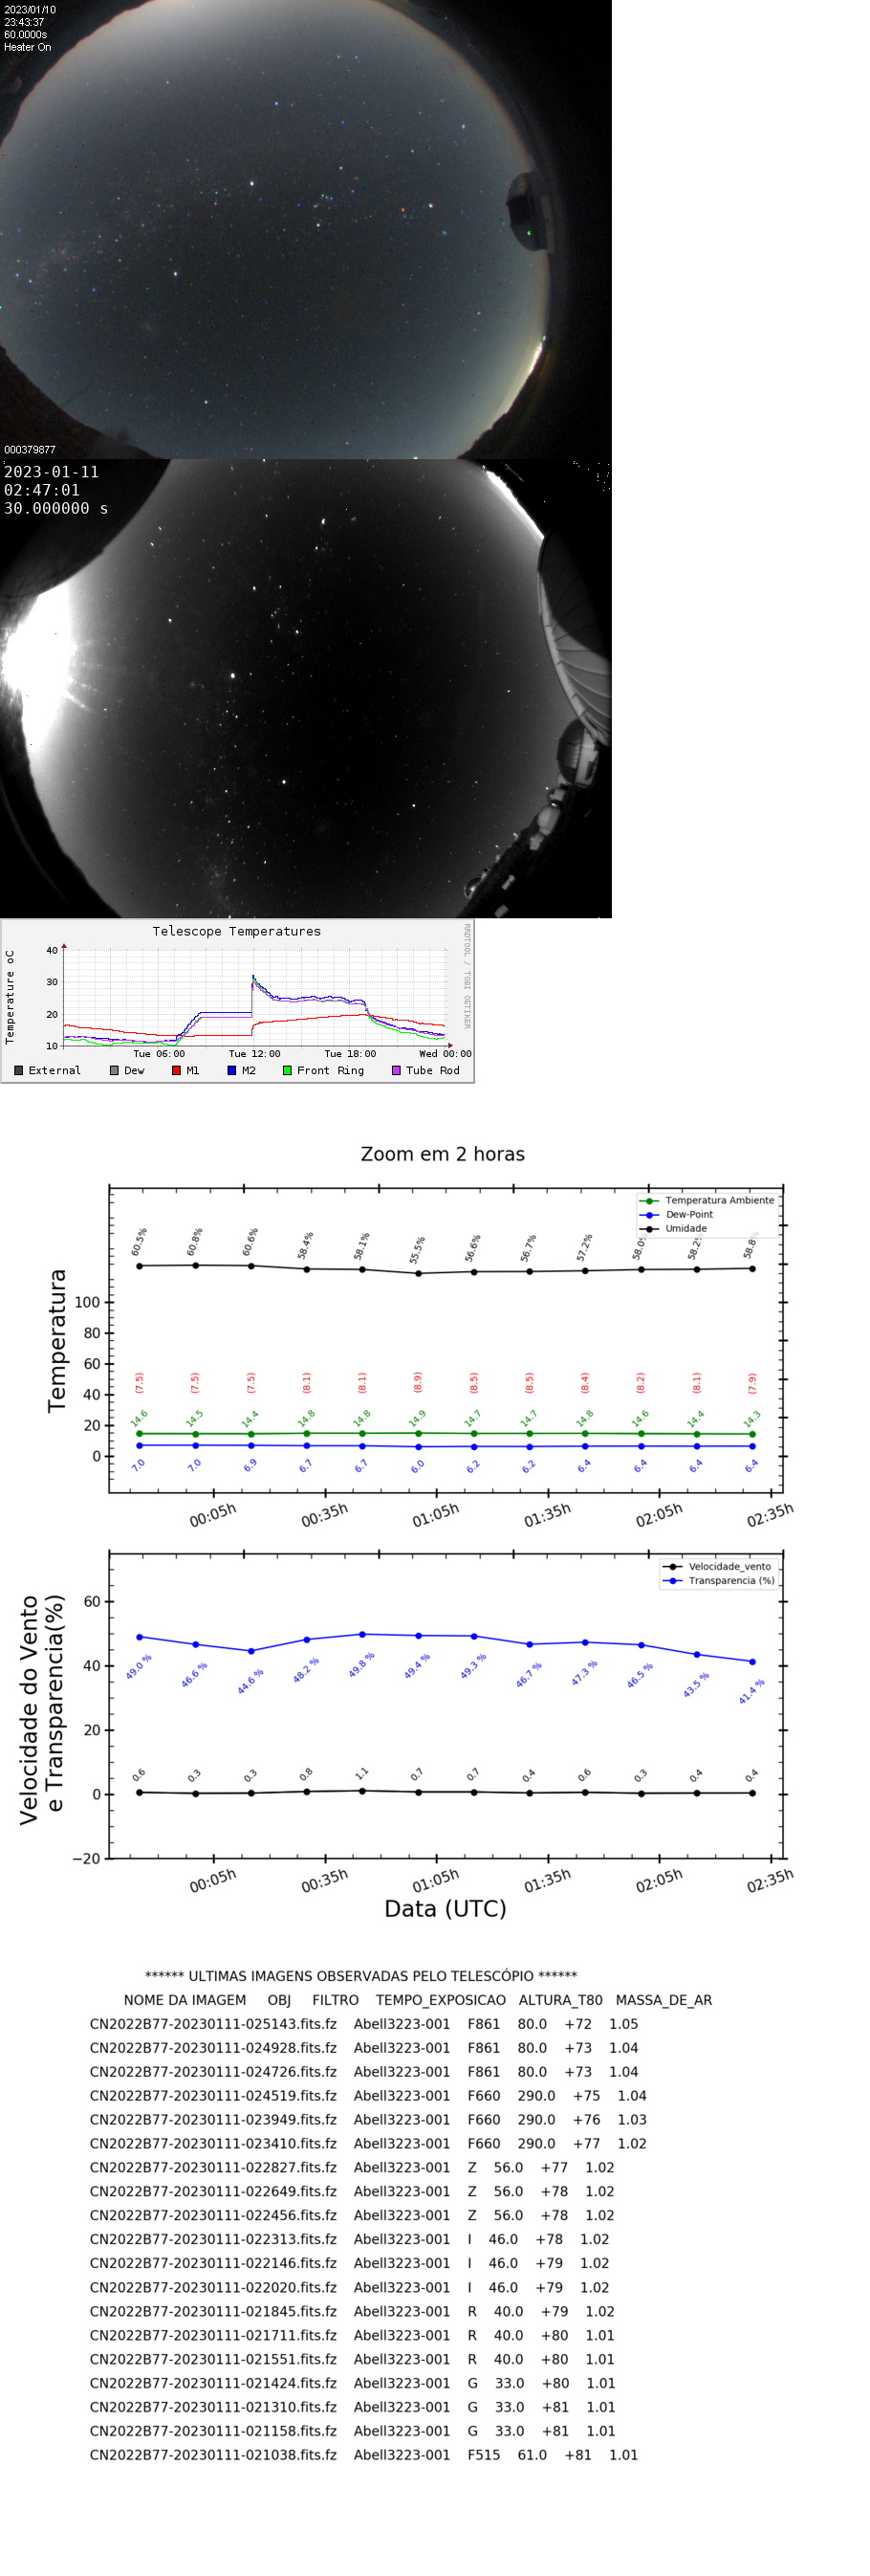 2023/01/10
23:43:37
60.0000s
Heater On
000379877
2023-01-11
02:47:01
30.000000 s
Telescope Temperatures
Temperature oC
RRDTOOL / TOBI OETIKER
40
30
20
10
Tue 06:00 Tue 12:00 Tue 18:00 Wed 00:00
External Dew M1 M2 Front Ring Tube Rod
Zoom em 2 horas
Temperatura Ambiente
Dew-Point
Umidade
60.5% 60.8% 60.6% 58.4% 58.1% 55.5% 56.6% 56.7% 57.2% 58.0% 58.2% 58.8%
Temperatura
100
80
60
40
20
0
(7.5) (7.5) (7.5) (8.1) (8.1) (8.9) (8.5) (8.5) (8.4) (8.2) (8.1) (7.9)
14.6 14.5 14.4 14.8 14.8 14.9 14.7 14.7 14.8 14.6 14.4 14.3
7.0 7.0 6.9 6.7 6.7 6.0 6.2 6.2 6.4 6.4 6.4 6.4
00:05h 00:35h 01:05h 01:35h 02:05h 02:35h
Velocidade_vento
Transparencia (%)
Velocidade do Vento
e Transparencia(%)
60
40
20
0
−20
49.0 % 46.6 % 44.6 % 48.2 % 49.8 % 49.4 % 49.3 % 46.7 % 47.3 % 46.5 % 43.5 % 41.4 %
0.6 0.3 0.3 0.8 1.1 0.7 0.7 0.4 0.6 0.3 0.4 0.4
00:05h 00:35h 01:05h 01:35h 02:05h 02:35h
Data (UTC)
****** ULTIMAS IMAGENS OBSERVADAS PELO TELESCÓPIO ******
NOME DA IMAGEM OBJ FILTRO TEMPO_EXPOSICAO ALTURA_T80 MASSA_DE_AR
CN2022B77-20230111-025143.fits.fz Abell3223-001 F861 80.0 +72 1.05
CN2022B77-20230111-024928.fits.fz Abell3223-001 F861 80.0 +73 1.04
CN2022B77-20230111-024726.fits.fz Abell3223-001 F861 80.0 +73 1.04
CN2022B77-20230111-024519.fits.fz Abell3223-001 F660 290.0 +75 1.04
CN2022B77-20230111-023949.fits.fz Abell3223-001 F660 290.0 +76 1.03
CN2022B77-20230111-023410.fits.fz Abell3223-001 F660 290.0 +77 1.02
CN2022B77-20230111-022827.fits.fz Abell3223-001 Z 56.0 +77 1.02
CN2022B77-20230111-022649.fits.fz Abell3223-001 Z 56.0 +78 1.02
CN2022B77-20230111-022456.fits.fz Abell3223-001 Z 56.0 +78 1.02
CN2022B77-20230111-022313.fits.fz Abell3223-001 I 46.0 +78 1.02
CN2022B77-20230111-022146.fits.fz Abell3223-001 I 46.0 +79 1.02
CN2022B77-20230111-022020.fits.fz Abell3223-001 I 46.0 +79 1.02
CN2022B77-20230111-021845.fits.fz Abell3223-001 R 40.0 +79 1.02
CN2022B77-20230111-021711.fits.fz Abell3223-001 R 40.0 +80 1.01
CN2022B77-20230111-021551.fits.fz Abell3223-001 R 40.0 +80 1.01
CN2022B77-20230111-021424.fits.fz Abell3223-001 G 33.0 +80 1.01
CN2022B77-20230111-021310.fits.fz Abell3223-001 G 33.0 +81 1.01
CN2022B77-20230111-021158.fits.fz Abell3223-001 G 33.0 +81 1.01
CN2022B77-20230111-021038.fits.fz Abell3223-001 F515 61.0 +81 1.01